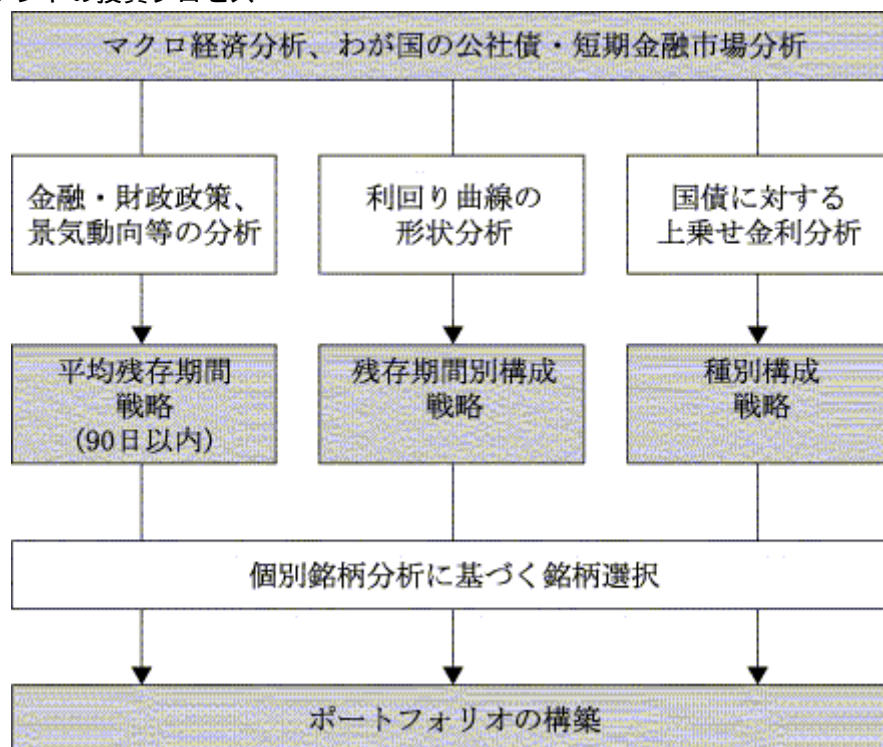 マクロ経済分析、わが国の公社債・短期金融市場分析
金融・財政政策、
景気動向等の分析
利回り曲線の
形状分析
国債に対する
上乗せ金利分析
平均残存期間
戦略
（90日以内）
残存期間別構成
戦略
種別構成
戦略
個別銘柄分析に基づく銘柄選択
ポートフォリオの構築